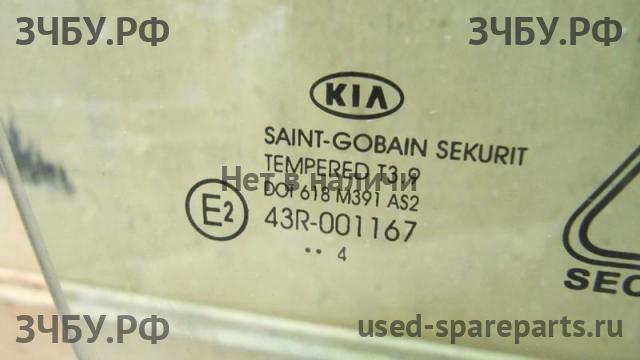 ЗЧБУ.РФ ЗЧБУ.РФ
KIA
SAINT-GOBAIN SEKURIT
TEMPERED T3.9
Нет в наличи
DOT 618 M391 AS2
E2 43R-001167
•• 4
SEC
ЗЧБУ.РФ used-spareparts.ru